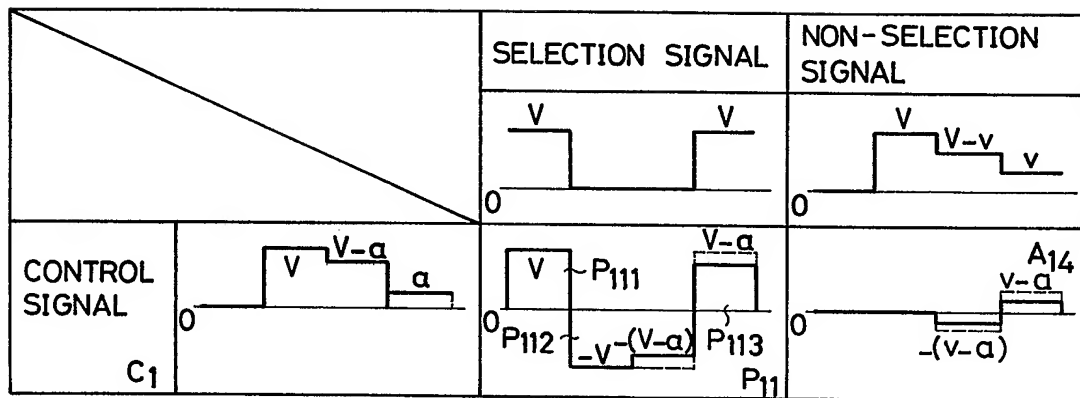 SELECTION SIGNAL
NON-SELECTION
SIGNAL
V
V
0
V
V-v
v
0
CONTROL
SIGNAL
C1
V
V-a
a
0
V
P111
P112
-V
-(V-a)
V-a
P113
0
P11
A14
v-a
-(v-a)
0